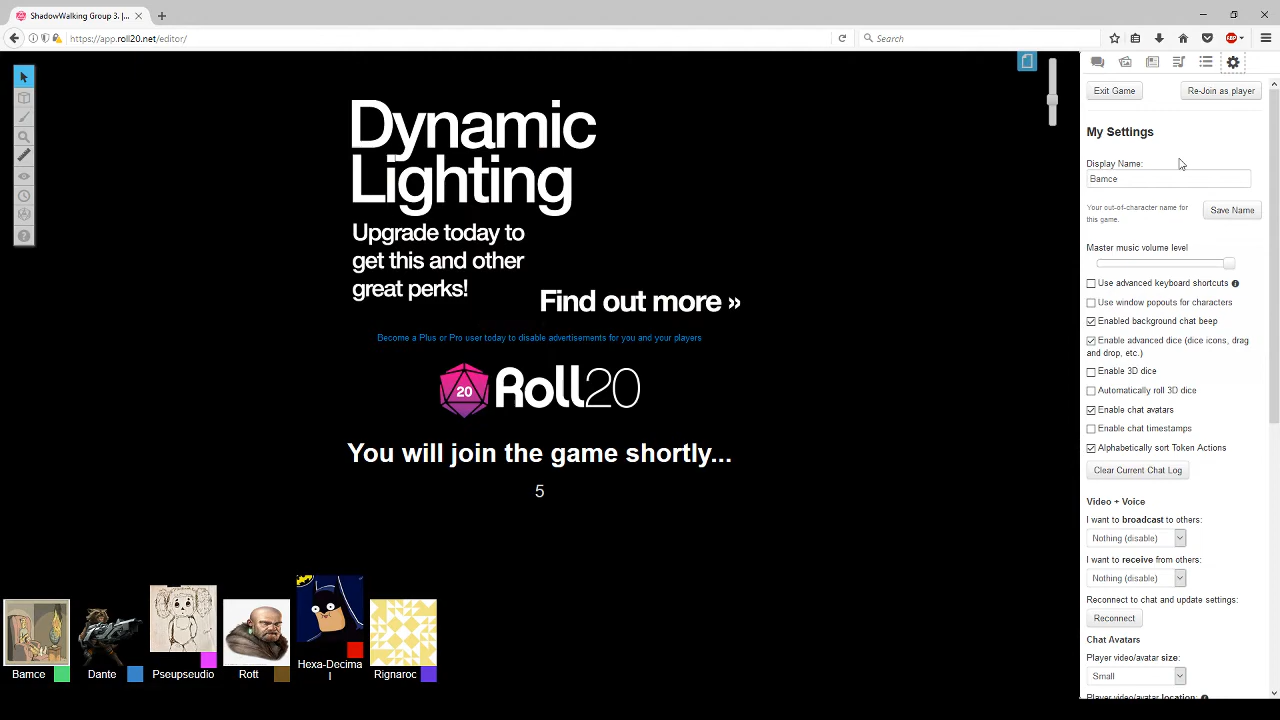 ShadowWalking Group 3. |
https://app.roll20.net/editor/
Search
Exit Game
Re-Join as player
My Settings
Display Name:
Bamce
Your out-of-character name for
this game.
Save Name
Master music volume level
Use advanced keyboard shortcuts
Use window popouts for characters
Enabled background chat beep
Enable advanced dice (dice icons, drag
and drop, etc.)
Enable 3D dice
Automatically roll 3D dice
Enable chat avatars
Enable chat timestamps
Alphabetically sort Token Actions
Clear Current Chat Log
Video + Voice
I want to broadcast to others:
Nothing (disable)
I want to receive from others:
Nothing (disable)
Reconnect to chat and update settings:
Reconnect
Chat Avatars
Player video/avatar size:
Small
Player video/avatar location:
Dynamic
Lighting
Upgrade today to
get this and other
great perks!
Find out more »
Become a Plus or Pro user today to disable advertisements for you and your players
20
Roll20
You will join the game shortly...
5
Bamce
Dante
Pseupseudio
Rott
Hexa-Decima
l
Rignaroc